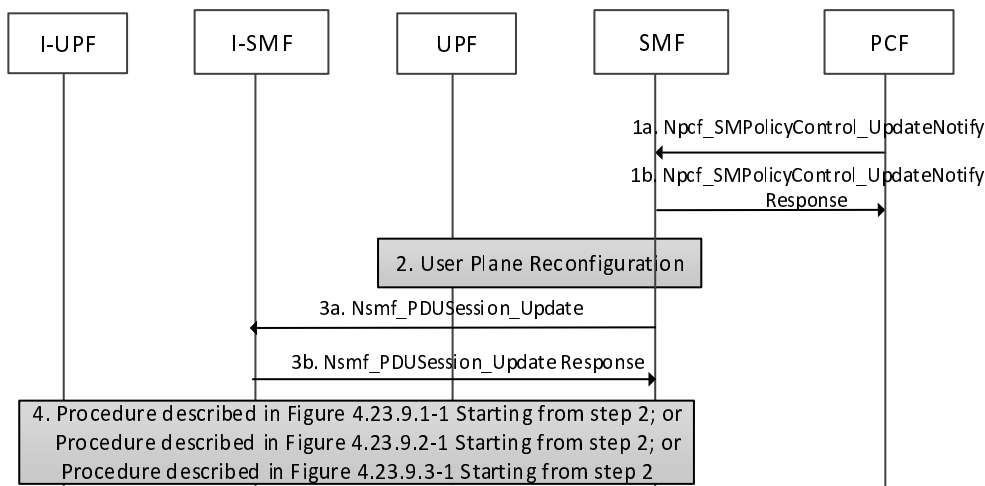 I-UPF
I-SMF
UPF
SMF
PCF
1a. Npcf_SMPolicyControl_UpdateNotify
1b. Npcf_SMPolicyControl_UpdateNotify
Response
2. User Plane Reconfiguration
3a. Nsmf_PDUSession_Update
3b. Nsmf_PDUSession_Update Response
4. Procedure described in Figure 4.23.9.1-1 Starting from step 2; or
Procedure described in Figure 4.23.9.2-1 Starting from step 2; or
Procedure described in Figure 4.23.9.3-1 Starting from step 2